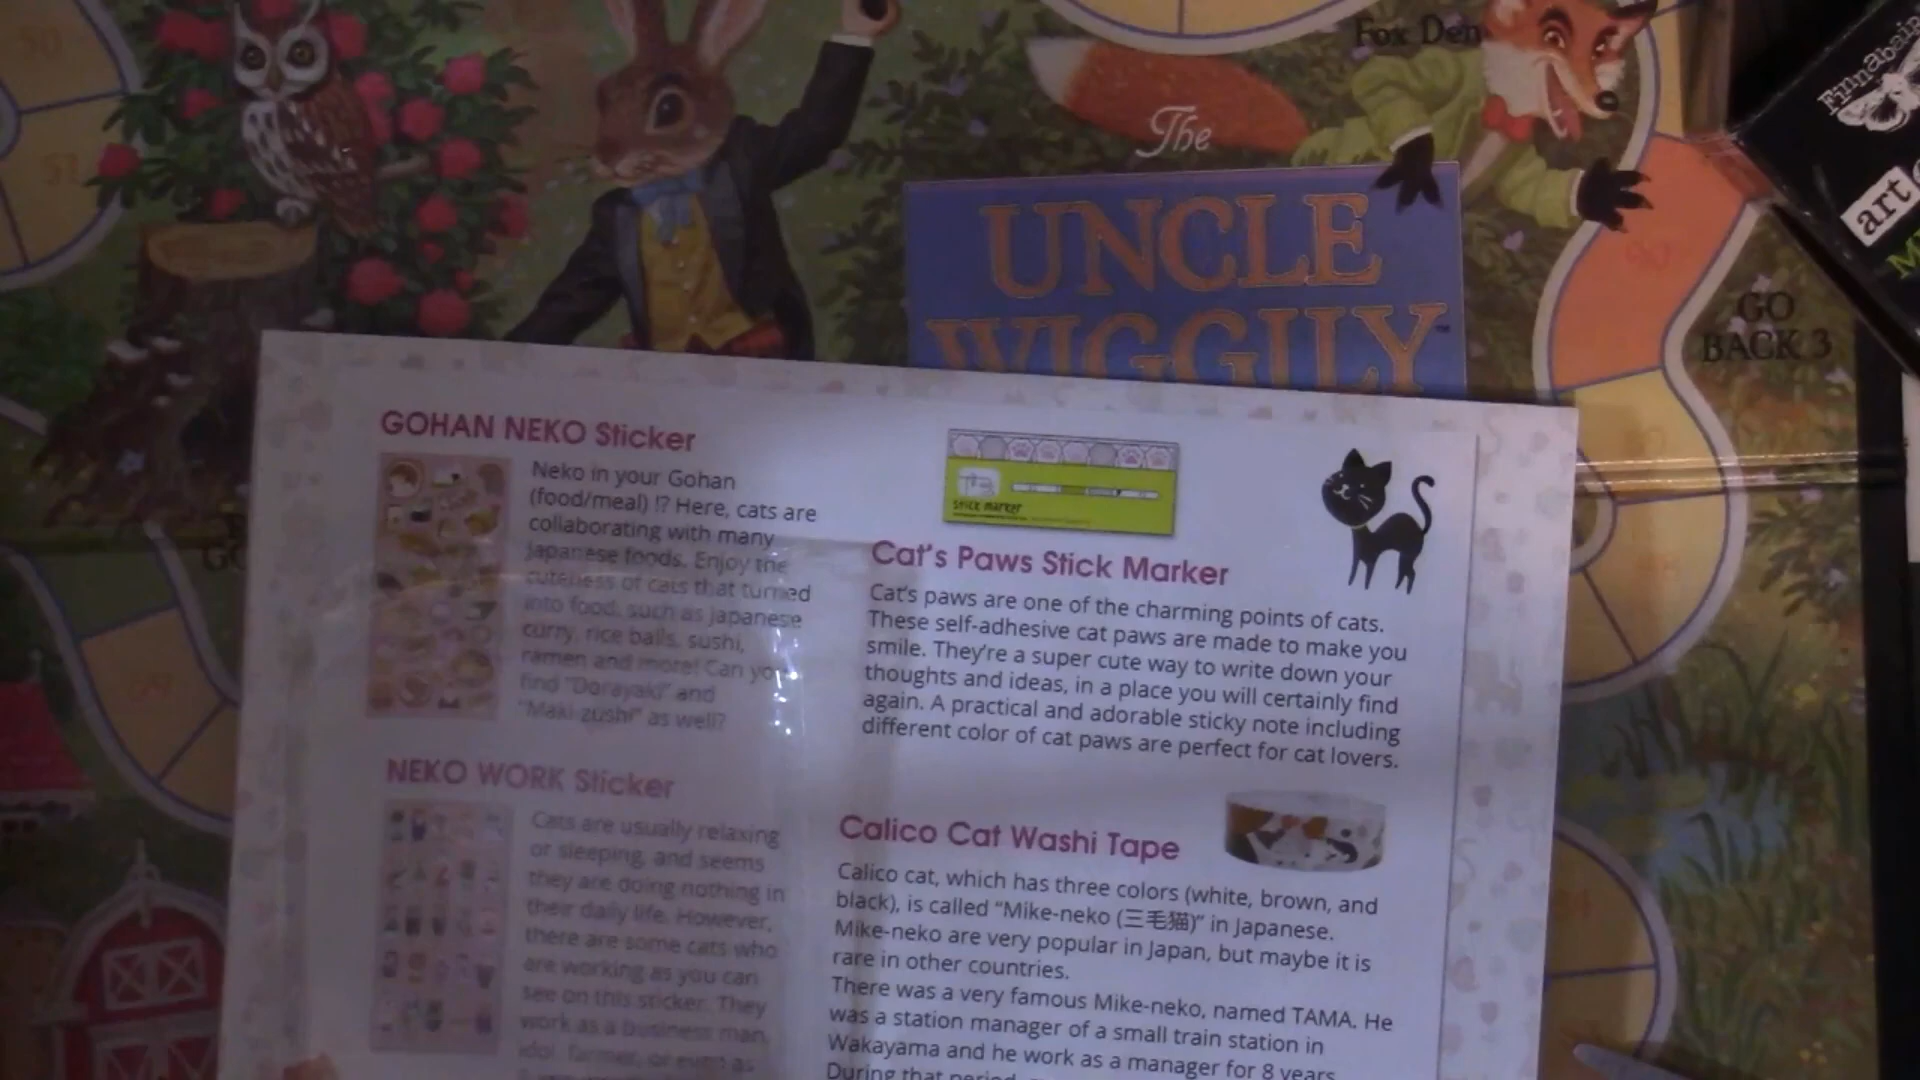 Fox Den
The
UNCLE
WIGGILY
GO
BACK 3
Finnabair
art
GOHAN NEKO Sticker
Neko in your Gohan
(food/meal) !? Here, cats are
collaborating with many
Japanese foods. Enjoy the
cuteness of cats that turned
into food, such as Japanese
curry, rice balls, sushi,
ramen and more! Can you
find "Dorayaki" and
"Maki-zushi" as well?
NEKO WORK Sticker
Cats are usually relaxing
or sleeping, and seems
they are doing nothing in
their daily life. However,
there are some cats who
are working as you can
see on this sticker. They
work as a business man,
idol, farmer, or even as
stick marker
Cat's Paws Stick Marker
Cat's paws are one of the charming points of cats.
These self-adhesive cat paws are made to make you
smile. They're a super cute way to write down your
thoughts and ideas, in a place you will certainly find
again. A practical and adorable sticky note including
different color of cat paws are perfect for cat lovers.
Calico Cat Washi Tape
Calico cat, which has three colors (white, brown, and
black), is called "Mike-neko (三毛猫)" in Japanese.
Mike-neko are very popular in Japan, but maybe it is
rare in other countries.
There was a very famous Mike-neko, named TAMA. He
was a station manager of a small train station in
Wakayama and he work as a manager for 8 years.
During that period,